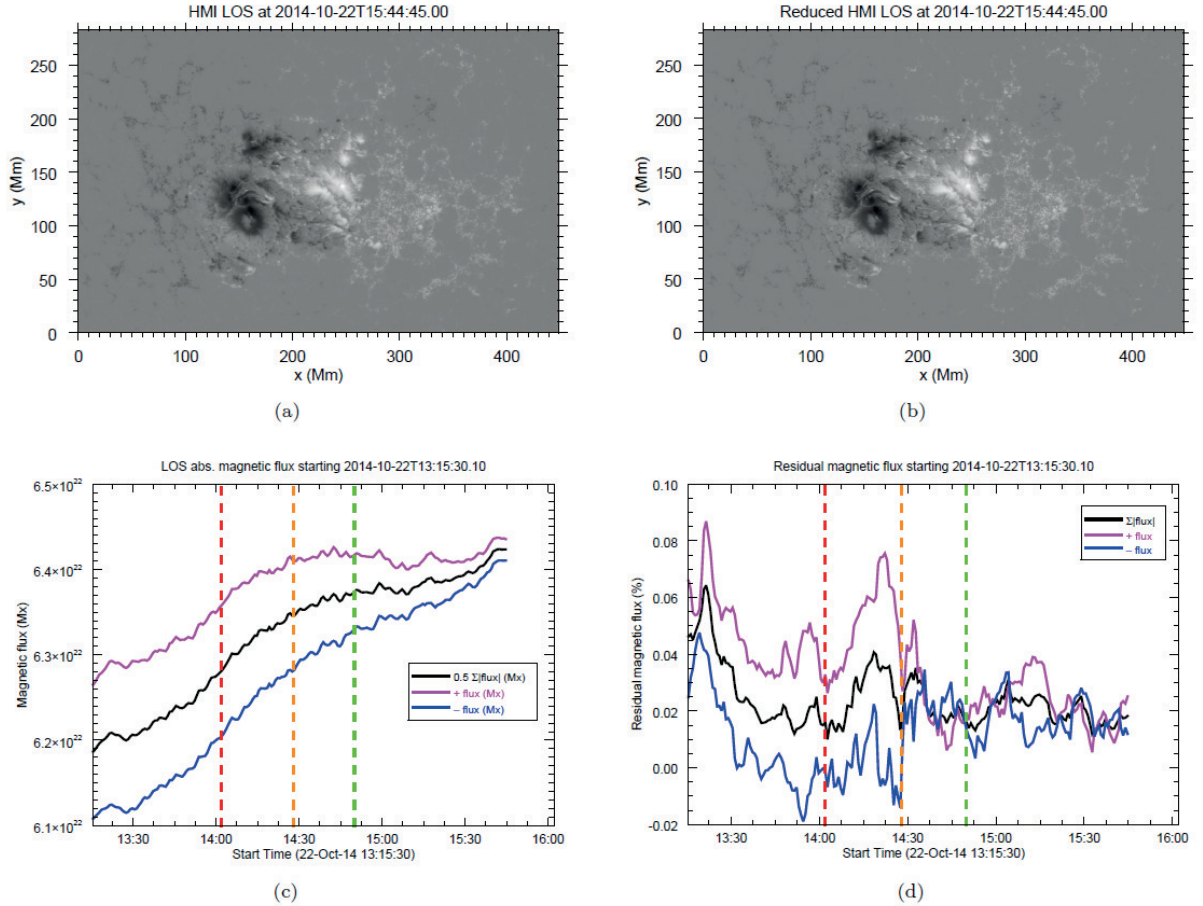 HMI LOS at 2014-10-22T15:44:45.00
250
200
150
100
50
0
y (Mm)
0 100 200 300 400
x (Mm)
(a)
Reduced HMI LOS at 2014-10-22T15:44:45.00
250
200
150
100
50
0
y (Mm)
0 100 200 300 400
x (Mm)
(b)
LOS abs. magnetic flux starting 2014-10-22T13:15:30.10
6.5×10²²
6.4×10²²
6.3×10²²
6.2×10²²
6.1×10²²
Magnetic flux (Mx)
0.5 Σ|flux| (Mx)
+ flux (Mx)
− flux (Mx)
13:30 14:00 14:30 15:00 15:30 16:00
Start Time (22-Oct-14 13:15:30)
(c)
Residual magnetic flux starting 2014-10-22T13:15:30.10
0.10
0.08
0.06
0.04
0.02
0.00
-0.02
Residual magnetic flux (%)
Σ|flux|
+ flux
− flux
13:30 14:00 14:30 15:00 15:30 16:00
Start Time (22-Oct-14 13:15:30)
(d)